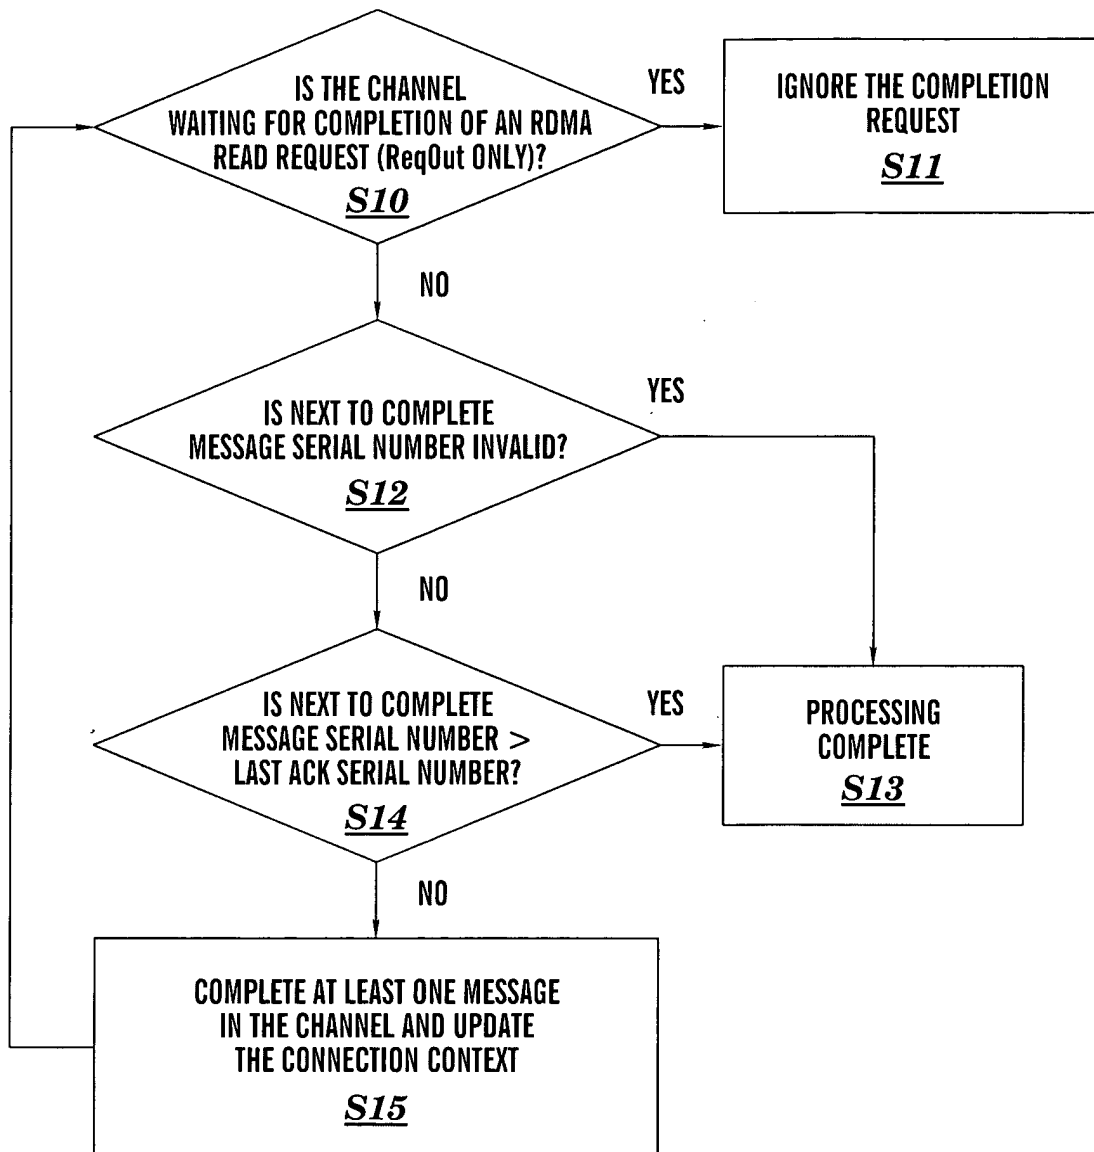 IS THE CHANNEL
WAITING FOR COMPLETION OF AN RDMA
READ REQUEST (ReqOut ONLY)?
S10
YES
IGNORE THE COMPLETION
REQUEST
S11
NO
IS NEXT TO COMPLETE
MESSAGE SERIAL NUMBER INVALID?
S12
YES
NO
IS NEXT TO COMPLETE
MESSAGE SERIAL NUMBER >
LAST ACK SERIAL NUMBER?
S14
YES
PROCESSING
COMPLETE
S13
NO
COMPLETE AT LEAST ONE MESSAGE
IN THE CHANNEL AND UPDATE
THE CONNECTION CONTEXT
S15